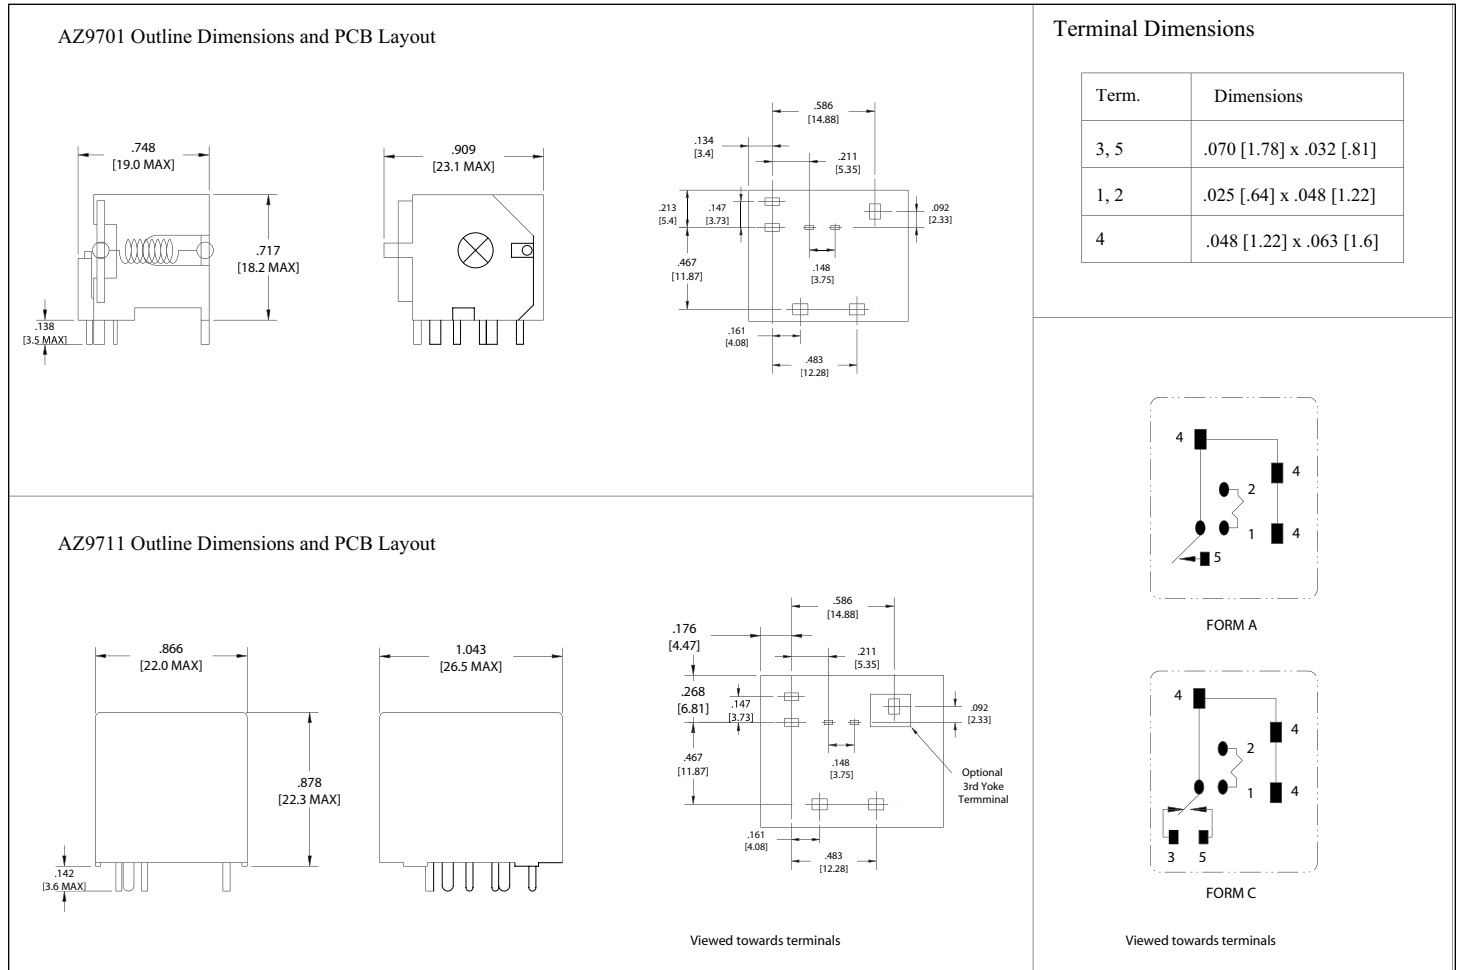 AZ9701 Outline Dimensions and PCB Layout
.748
[19.0 MAX]
.717
[18.2 MAX]
.138
[3.5 MAX]
.909
[23.1 MAX]
.586
[14.88]
.134
[3.4]
.211
[5.35]
.213
[5.4]
.147
[3.73]
.092
[2.33]
.467
[11.87]
.148
[3.75]
.161
[4.08]
.483
[12.28]
Terminal Dimensions
Term. Dimensions
3, 5 .070 [1.78] x .032 [.81]
1, 2 .025 [.64] x .048 [1.22]
4 .048 [1.22] x .063 [1.6]
4
4
2
1
4
5
FORM A
AZ9711 Outline Dimensions and PCB Layout
.866
[22.0 MAX]
.878
[22.3 MAX]
.142
[3.6 MAX]
1.043
[26.5 MAX]
.586
[14.88]
.176
[4.47]
.211
[5.35]
.268
[6.81]
.147
[3.73]
.092
[2.33]
.467
[11.87]
.148
[3.75]
Optional
3rd Yoke
Termminal
.161
[4.08]
.483
[12.28]
Viewed towards terminals
4
4
2
1
4
3
5
FORM C
Viewed towards terminals